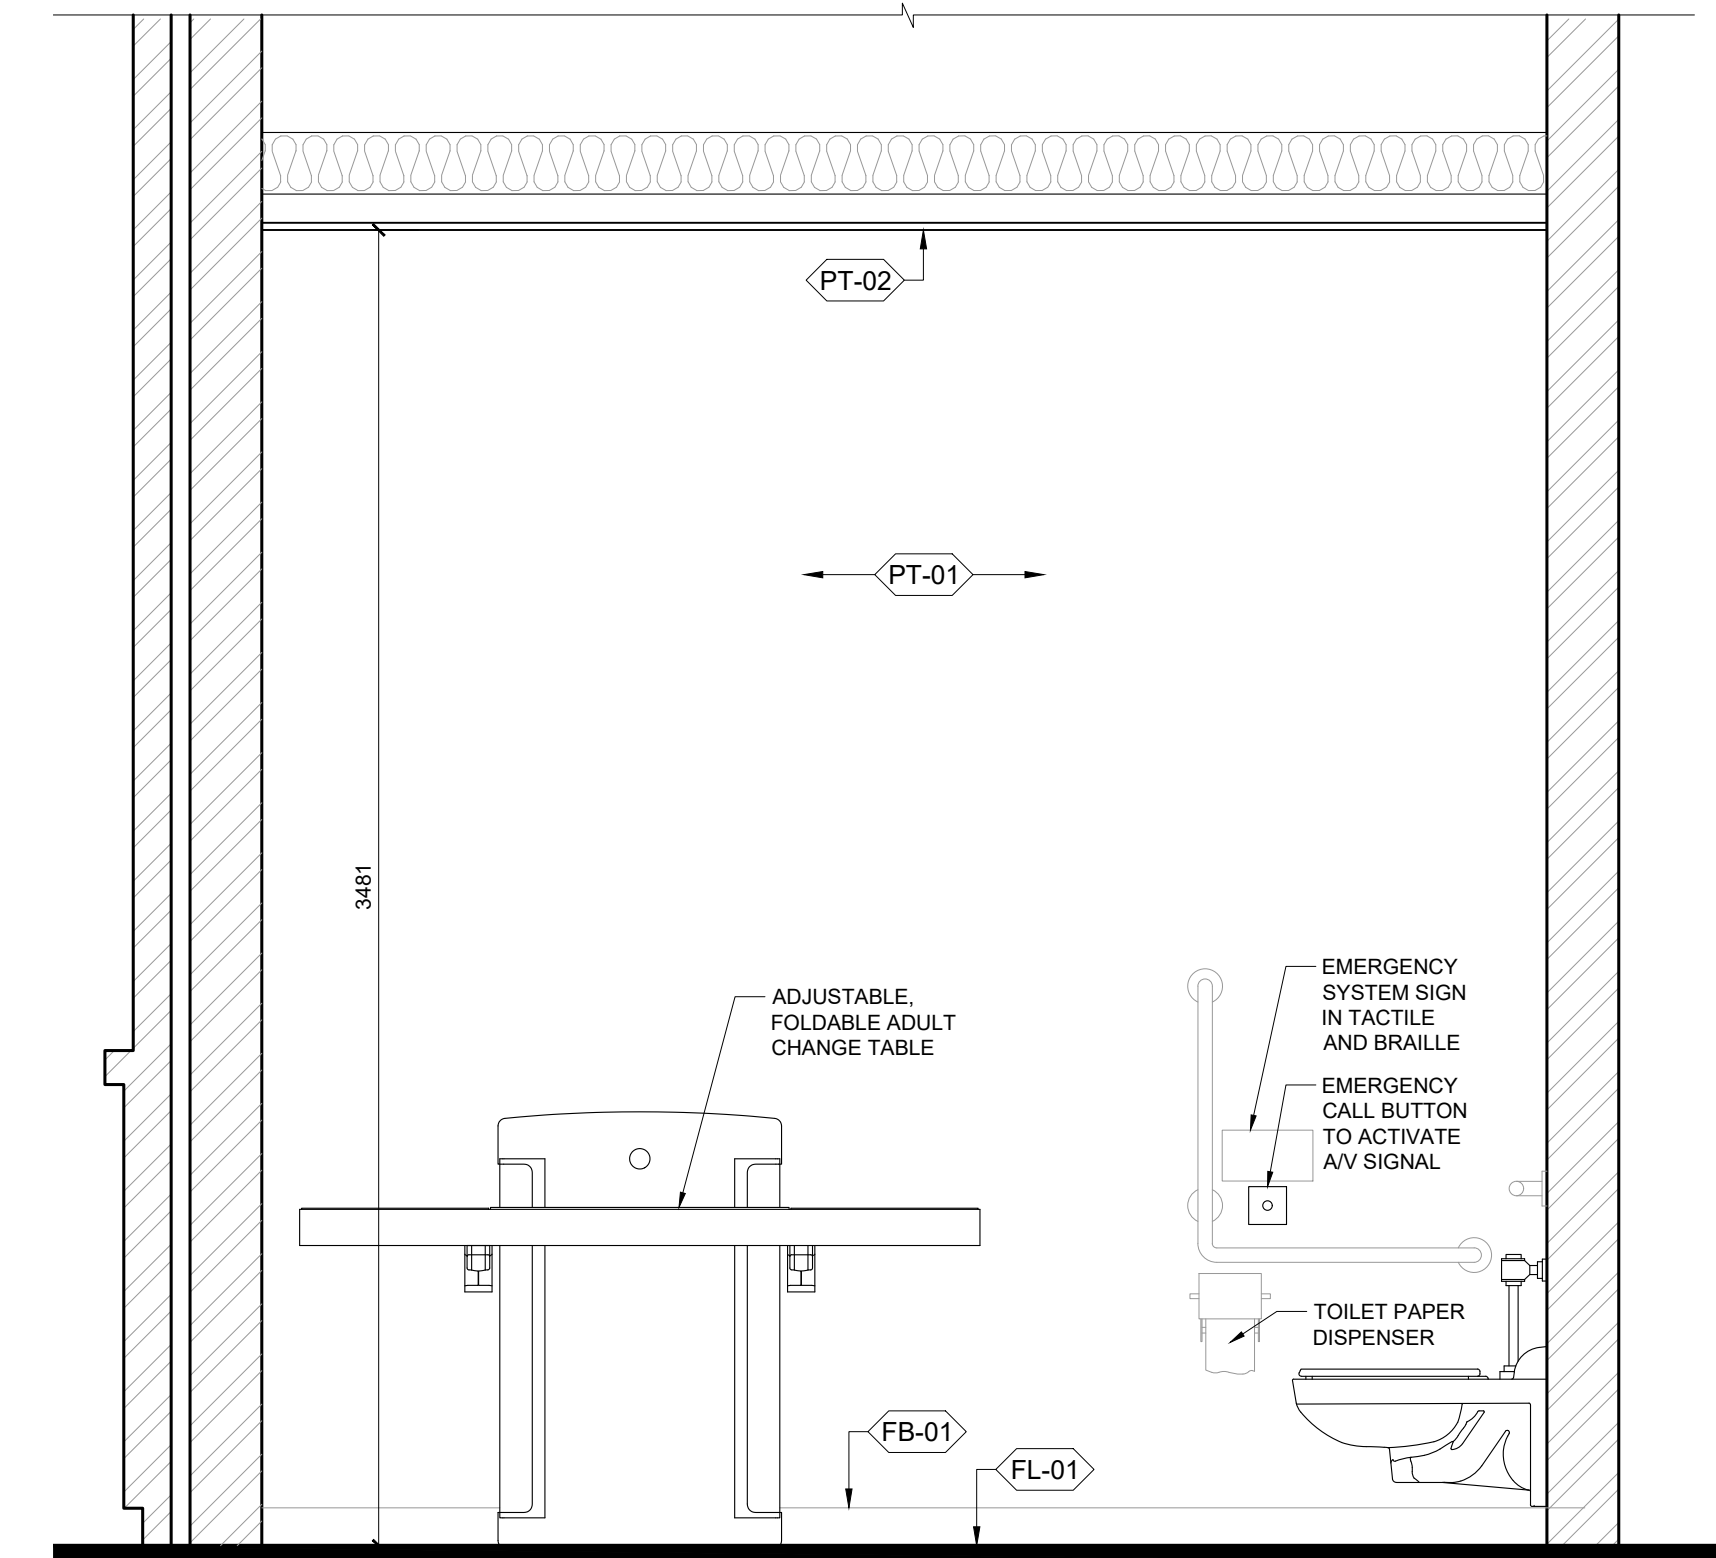 PT-02
PT-01
3481
EMERGENCY
SYSTEM SIGN
IN TACTILE
AND BRAILLE
ADJUSTABLE,
FOLDABLE ADULT
CHANGE TABLE
EMERGENCY
CALL BUTTON
TO ACTIVATE
A/V SIGNAL
TOILET PAPER
DISPENSER
FB-01
FL-01